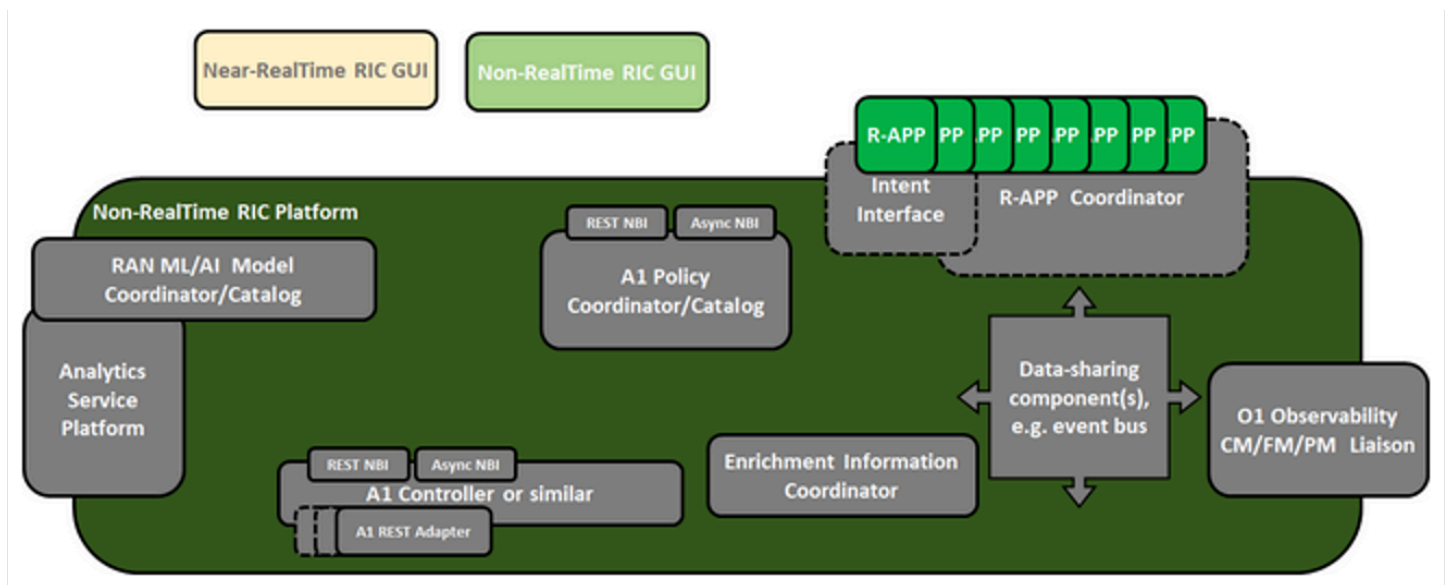 Near-RealTime RIC GUI
Non-RealTime RIC GUI
R-APP
PP
.PP
PP
.PP
.PP
PP
.PP
Intent
Interface
R-APP Coordinator
Non-RealTime RIC Platform
RAN ML/AI Model
Coordinator/Catalog
REST NBI
Async NBI
A1 Policy
Coordinator/Catalog
Analytics
Service
Platform
Data-sharing
component(s),
e.g. event bus
O1 Observability
CM/FM/PM Liaison
REST NBI
Async NBI
A1 Controller or similar
A1 REST Adapter
Enrichment Information
Coordinator